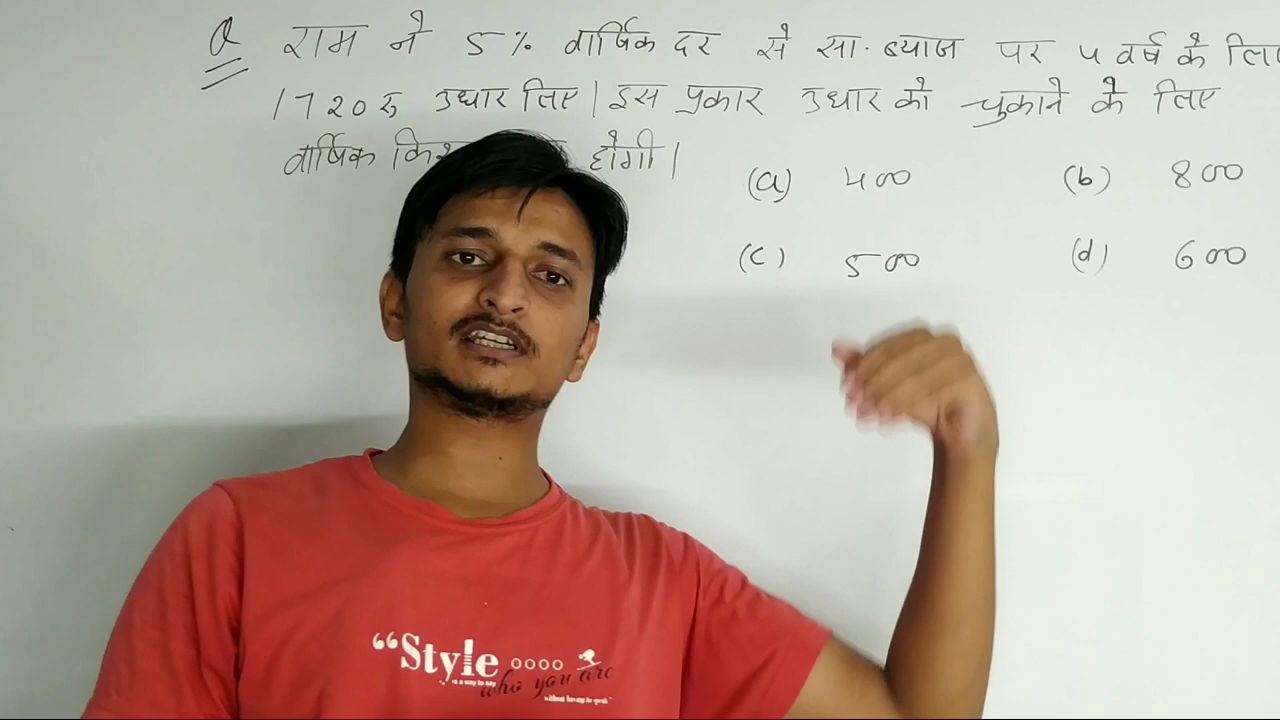 Q राम ने 5% वार्षिक दर से सा. ब्याज पर 4 वर्ष के
1720 रु उधार लिए । इस प्रकार उधार को चुकाने के लिए
वार्षिक होगी ।
(a) 400 (b) 800
(c) 500 (d) 600
“Style
who you are